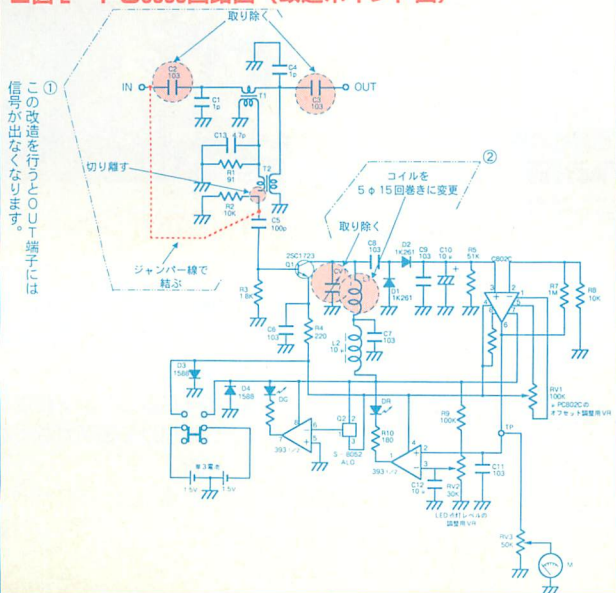 取り除く
C2
103
IN
C4
1p
OUT
C3
103
C1
1p
T1
①
この改造を行うとOUT端子には
信号が出なくなります。
C13 4.7p
切り離す
R1
91
T2
R2
10K
C5
100p
ジャンパー線で
結ぶ
②
コイルを
5φ15回巻きに変更
取り除く
2SC1723
Q1
C8
103
D2
1K261
C9
103
C10
10μ
R5
51K
C802C
R7
1M
R6
10K
R3
1.8K
D1
1K261
C6
103
R4
220
L2
10μ
C7
103
D3
1588
D4
1588
DG
Q2
S-8052
ALO
DR
R10
180
R9
100K
RV1
100K
μPC802Cの
オフセット調整用VR
TP
393 1/2
393 1/2
C12
10μ
RV2
30K
C11
103
LED点灯レベルの
調整用VR
単3電池
1.5V
1.5V
RV3
50K
M